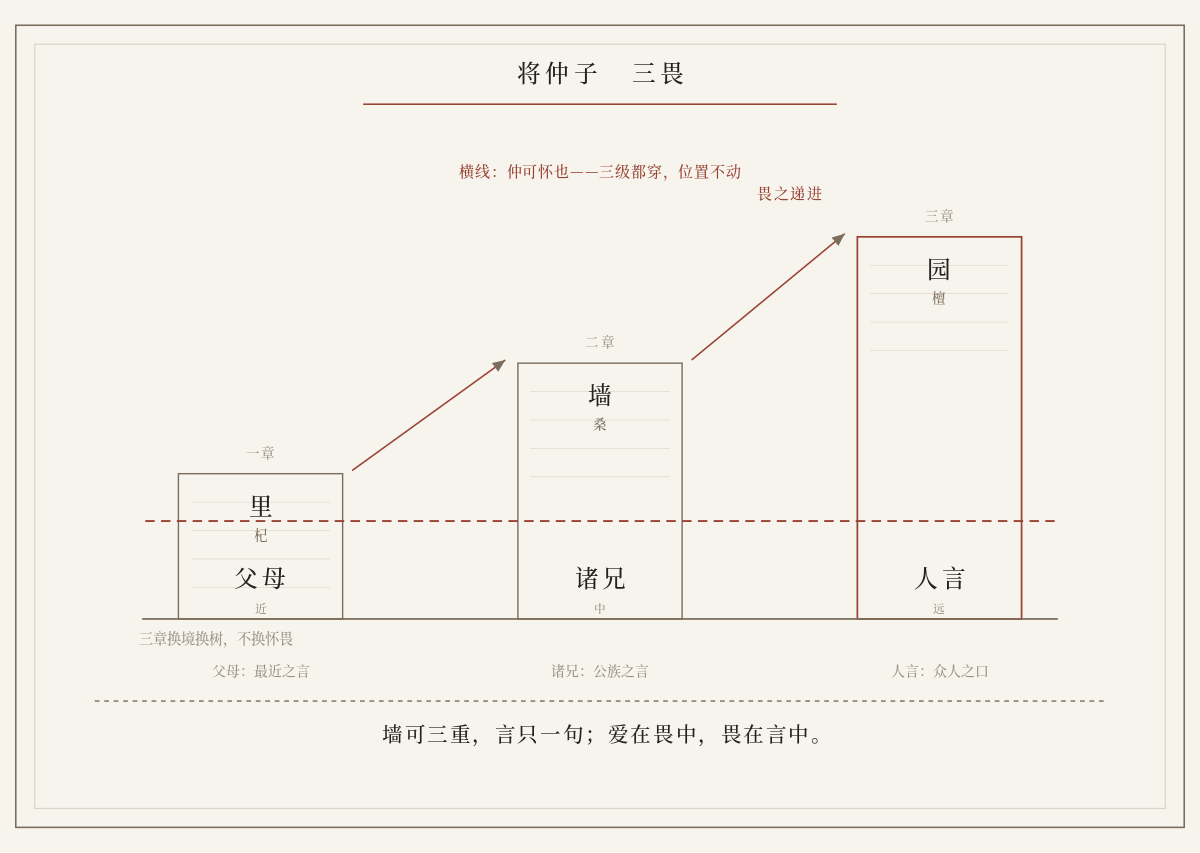 将仲子　三畏
横线：仲可怀也——三级都穿，位置不动
畏之递进
三章
园
檀
二章
墙
桑
一章
里
杞
父母
诸兄
人言
近
中
远
三章换境换树，不换怀畏
父母：最近之言
诸兄：公族之言
人言：众人之口
墙可三重，言只一句；爱在畏中，畏在言中。